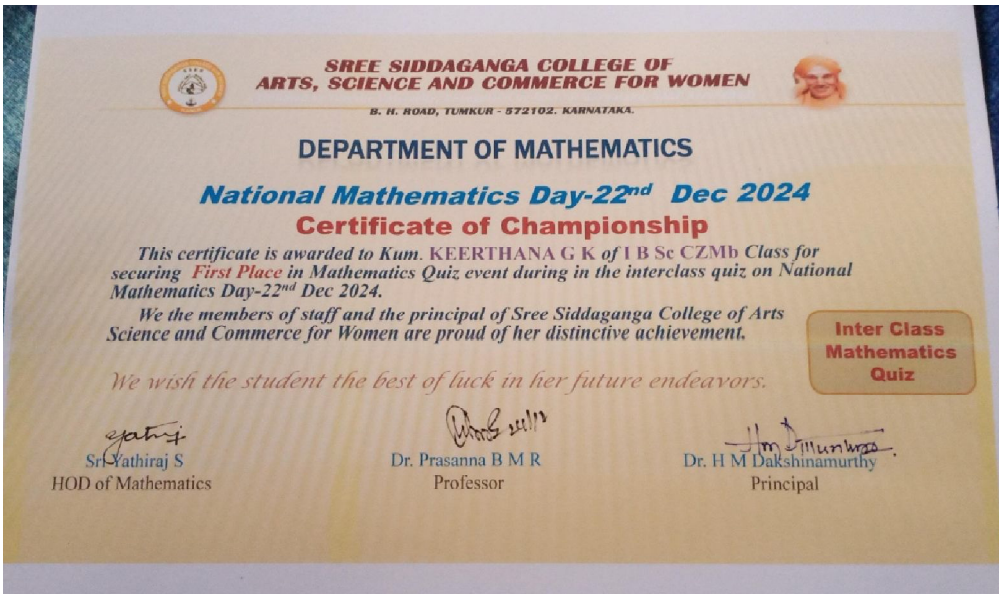 SREE SIDDAGANGA COLLEGE OF
ARTS, SCIENCE AND COMMERCE FOR WOMEN
B. H. ROAD, TUMKUR - 572102. KARNATAKA.
DEPARTMENT OF MATHEMATICS
National Mathematics Day-22nd Dec 2024
Certificate of Championship
This certificate is awarded to Kum. KEERTHANA G K of I B Sc CZMb Class for
securing First Place in Mathematics Quiz event during in the interclass quiz on National
Mathematics Day-22nd Dec 2024.
We the members of staff and the principal of Sree Siddaganga College of Arts
Science and Commerce for Women are proud of her distinctive achievement.
Inter Class
Mathematics
Quiz
We wish the student the best of luck in her future endeavors.
24/12
Sri Yathiraj S
HOD of Mathematics
Dr. Prasanna B M R
Professor
Dr. H M Dakshinamurthy
Principal